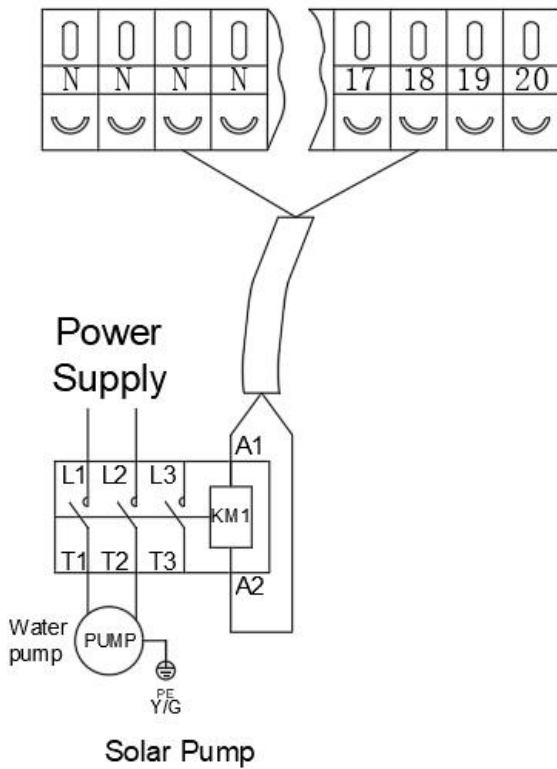 N N N N 17 18 19 20
Power
Supply
A1
L1 L2 L3
KM1
T1 T2 T3
A2
Water
pump
PUMP
PE
Y/G
Solar Pump